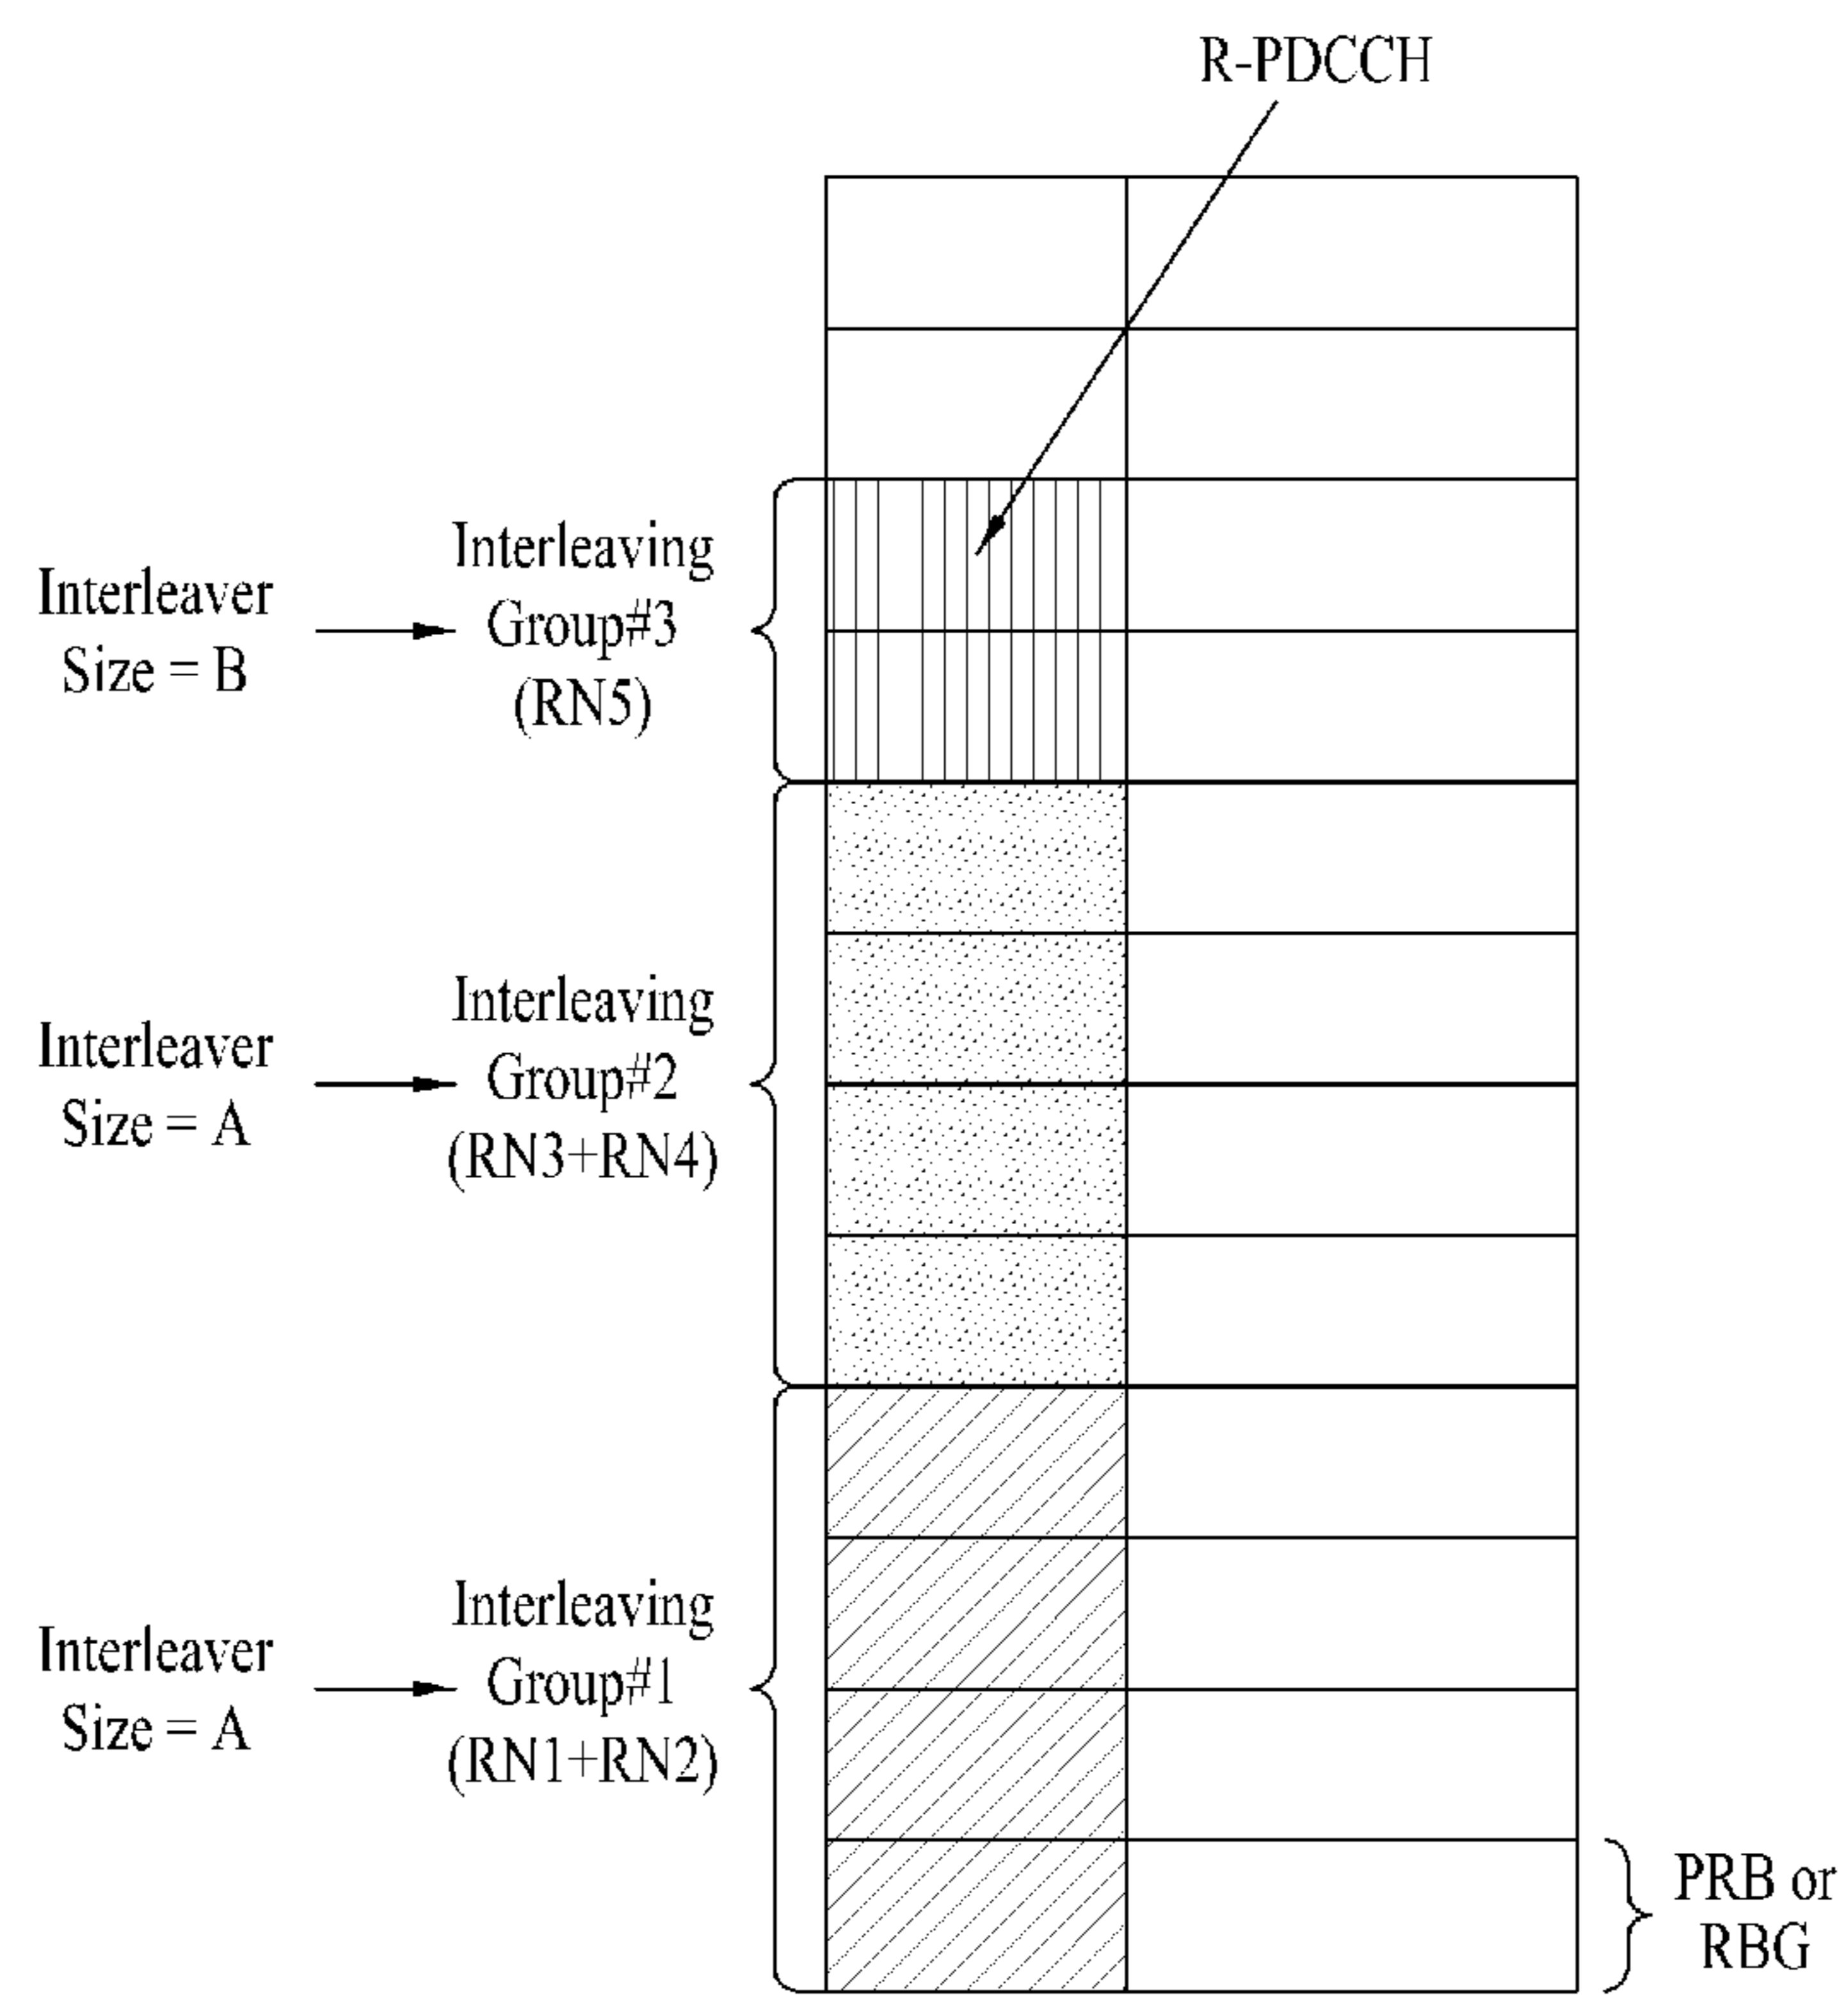 R-PDCCH
Interleaver
Size = B
Interleaving
Group#3
(RN5)
Interleaver
Size = A
Interleaving
Group#2
(RN3+RN4)
Interleaver
Size = A
Interleaving
Group#1
(RN1+RN2)
PRB or
RBG